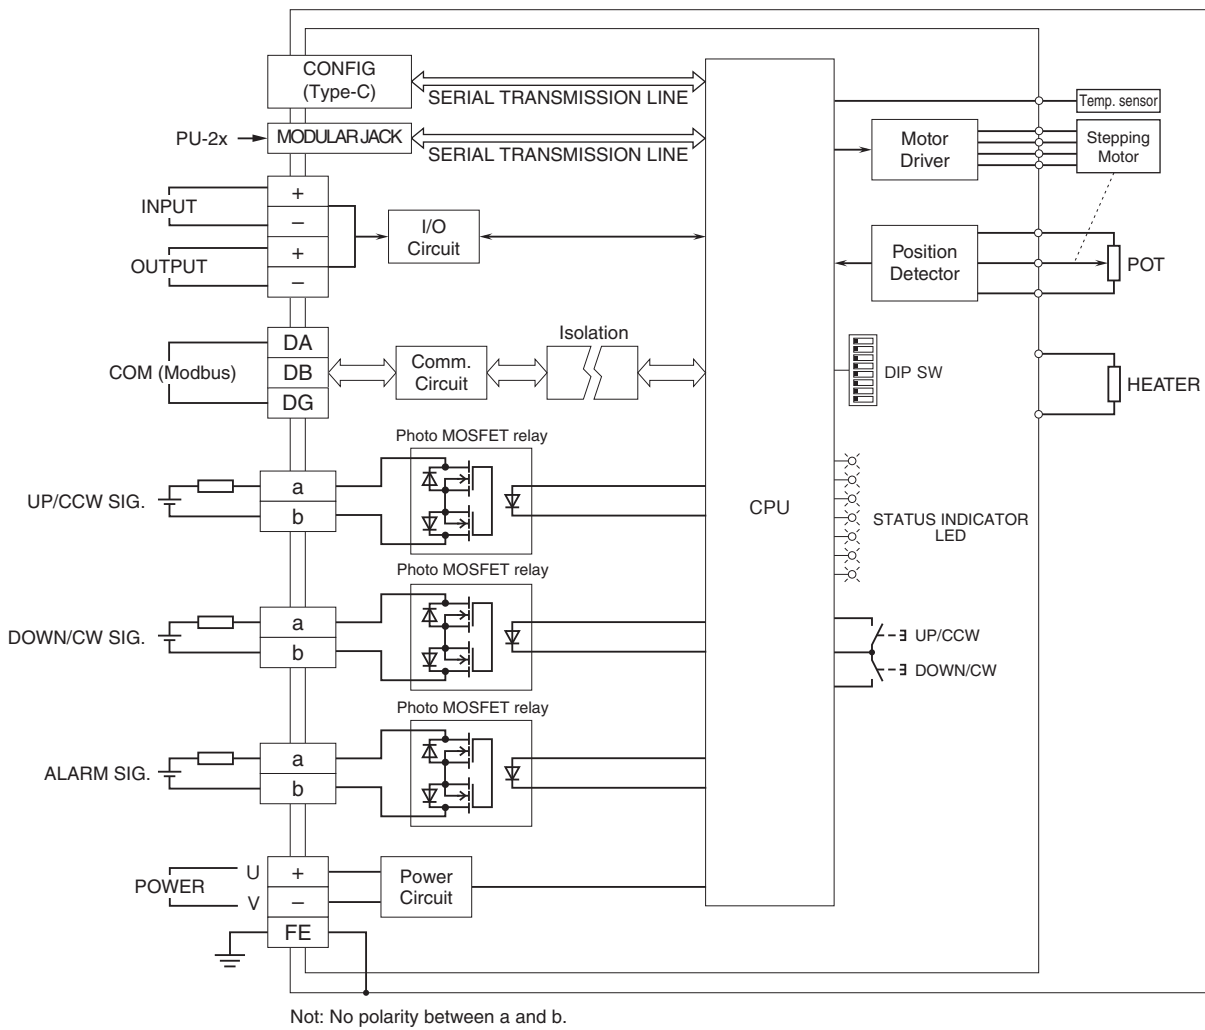 CONFIG
(Type-C)
SERIAL TRANSMISSION LINE
PU-2x
MODULAR JACK
SERIAL TRANSMISSION LINE
Temp. sensor
Motor
Driver
Stepping
Motor
INPUT
+
−
OUTPUT
+
−
I/O
Circuit
Position
Detector
POT
COM (Modbus)
DA
DB
DG
Comm.
Circuit
Isolation
DIP SW
HEATER
Photo MOSFET relay
UP/CCW SIG.
a
b
CPU
STATUS INDICATOR
LED
Photo MOSFET relay
DOWN/CW SIG.
a
b
UP/CCW
DOWN/CW
Photo MOSFET relay
ALARM SIG.
a
b
POWER
U
V
+
−
FE
Power
Circuit
Not: No polarity between a and b.